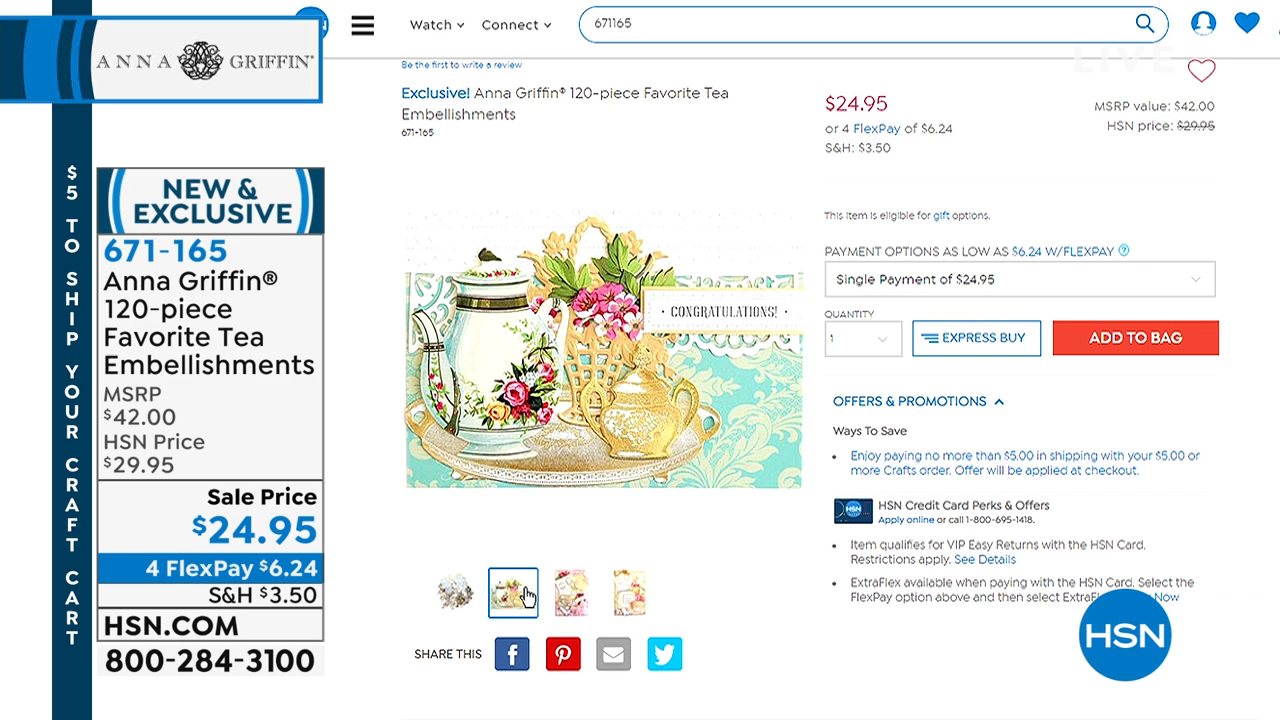 ANNA GRIFFIN
$5 TO SHIP YOUR CRAFT CART
NEW &
EXCLUSIVE
671-165
Anna Griffin®
120-piece
Favorite Tea
Embellishments
MSRP
$42.00
HSN Price
$29.95
Sale Price
$24.95
4 FlexPay $6.24
S&H $3.50
HSN.COM
800-284-3100
Watch
Connect
671165
LIVE
Be the first to write a review
Exclusive! Anna Griffin® 120-piece Favorite Tea
Embellishments
671-165
CONGRATULATIONS!
SHARE THIS
$24.95
or 4 FlexPay of $6.24
S&H: $3.50
MSRP value: $42.00
HSN price: $29.95
This item is eligible for gift options.
PAYMENT OPTIONS AS LOW AS $6.24 W/FLEXPAY ?
Single Payment of $24.95
QUANTITY
1
EXPRESS BUY
ADD TO BAG
OFFERS & PROMOTIONS
Ways To Save
• Enjoy paying no more than $5.00 in shipping with your $5.00 or
more Crafts order. Offer will be applied at checkout.
HSN
HSN Credit Card Perks & Offers
Apply online or call 1-800-695-1418.
• Item qualifies for VIP Easy Returns with the HSN Card.
Restrictions apply. See Details
• ExtraFlex available when paying with the HSN Card. Select the
FlexPay option above and then select ExtraFl Now
HSN